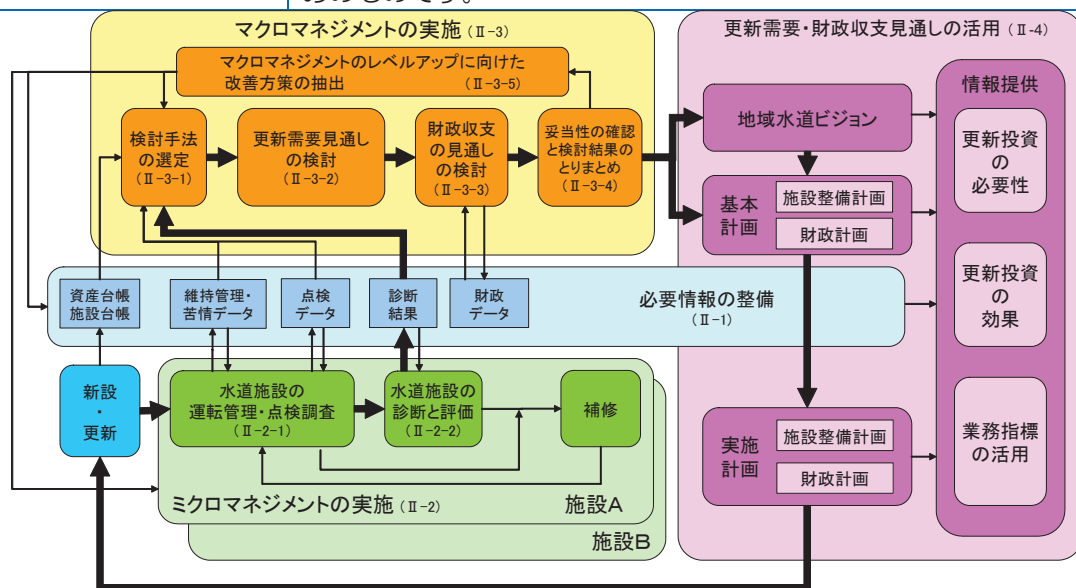 おのものです。
マクロマネジメントの実施(Ⅱ-3)
マクロマネジメントのレベルアップに向けた
改善方策の抽出 (Ⅱ-3-5)
検討手法
の選定
(Ⅱ-3-1)
更新需要見通し
の検討
(Ⅱ-3-2)
財政収支
の見通し
の検討
(Ⅱ-3-3)
妥当性の確認
と検討結果の
とりまとめ
(Ⅱ-3-4)
更新需要・財政収支見通しの活用(Ⅱ-4)
地域水道ビジョン
基本
計画
施設整備計画
財政計画
実施
計画
施設整備計画
財政計画
情報提供
更新投資
の
必要性
更新投資
の
効果
業務指標
の活用
資産台帳
施設台帳
維持管理・
苦情データ
点検
データ
診断
結果
財政
データ
必要情報の整備
(Ⅱ-1)
新設
・
更新
水道施設の
運転管理・点検調査
(Ⅱ-2-1)
水道施設の
診断と評価
(Ⅱ-2-2)
補修
ミクロマネジメントの実施(Ⅱ-2)
施設A
施設B